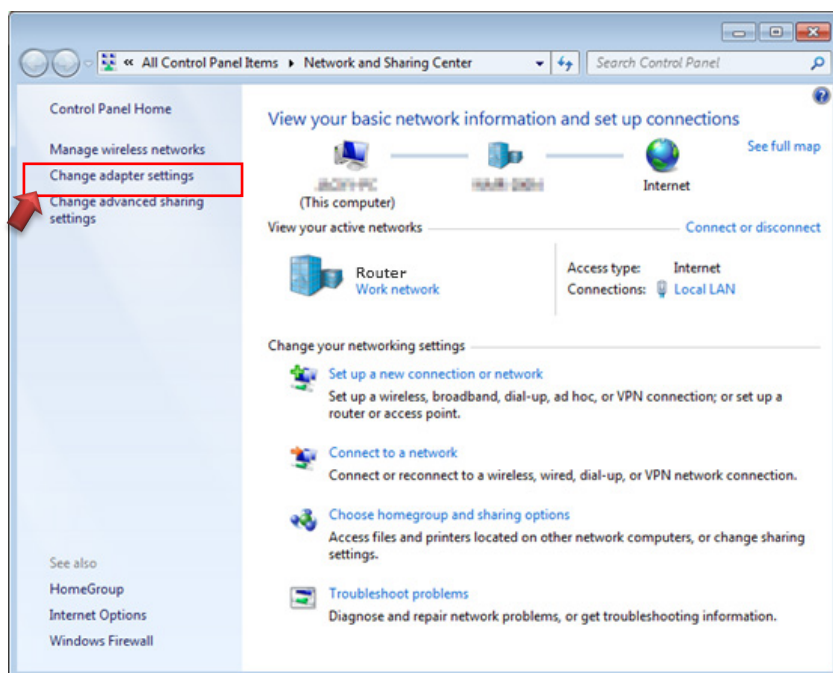 « All Control Panel Items ▸ Network and Sharing Center
Search Control Panel
Control Panel Home
Manage wireless networks
Change adapter settings
Change advanced sharing
settings
See also
HomeGroup
Internet Options
Windows Firewall
View your basic network information and set up connections
See full map
(This computer)
Internet
View your active networks
Connect or disconnect
Router
Work network
Access type: Internet
Connections: Local LAN
Change your networking settings
Set up a new connection or network
Set up a wireless, broadband, dial-up, ad hoc, or VPN connection; or set up a
router or access point.
Connect to a network
Connect or reconnect to a wireless, wired, dial-up, or VPN network connection.
Choose homegroup and sharing options
Access files and printers located on other network computers, or change sharing
settings.
Troubleshoot problems
Diagnose and repair network problems, or get troubleshooting information.